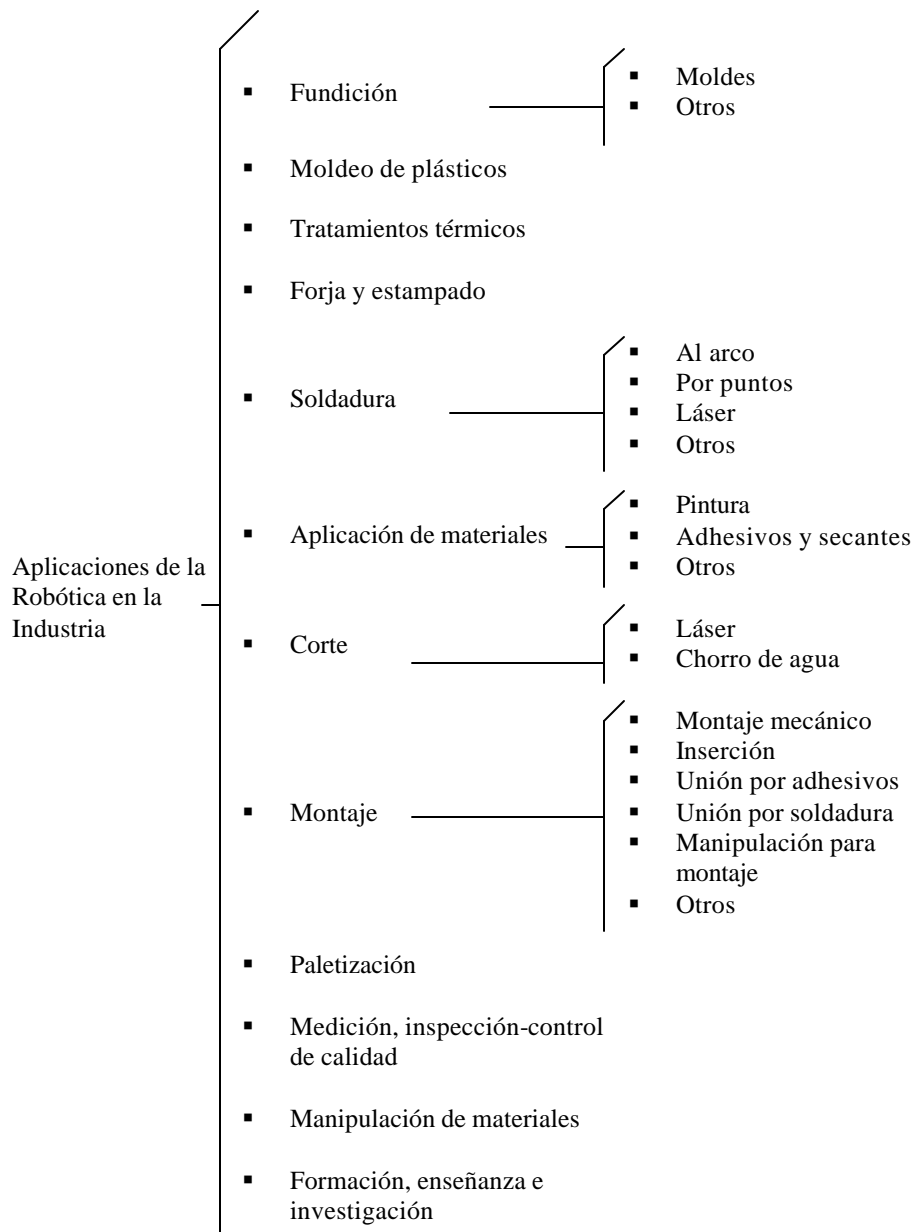 Fundición
Moldes
Otros
Moldeo de plásticos
Tratamientos térmicos
Forja y estampado
Soldadura
Al arco
Por puntos
Láser
Otros
Aplicaciones de la
Robótica en la
Industria
Aplicación de materiales
Pintura
Adhesivos y secantes
Otros
Corte
Láser
Chorro de agua
Montaje
Montaje mecánico
Inserción
Unión por adhesivos
Unión por soldadura
Manipulación para
montaje
Otros
Paletización
Medición, inspección-control
de calidad
Manipulación de materiales
Formación, enseñanza e
investigación